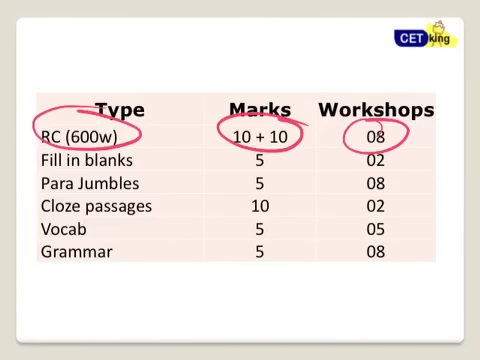 CET king
Type Marks Workshops
RC (600w) 10 + 10 08
Fill in blanks 5 02
Para Jumbles 5 08
Cloze passages 10 02
Vocab 5 05
Grammar 5 08